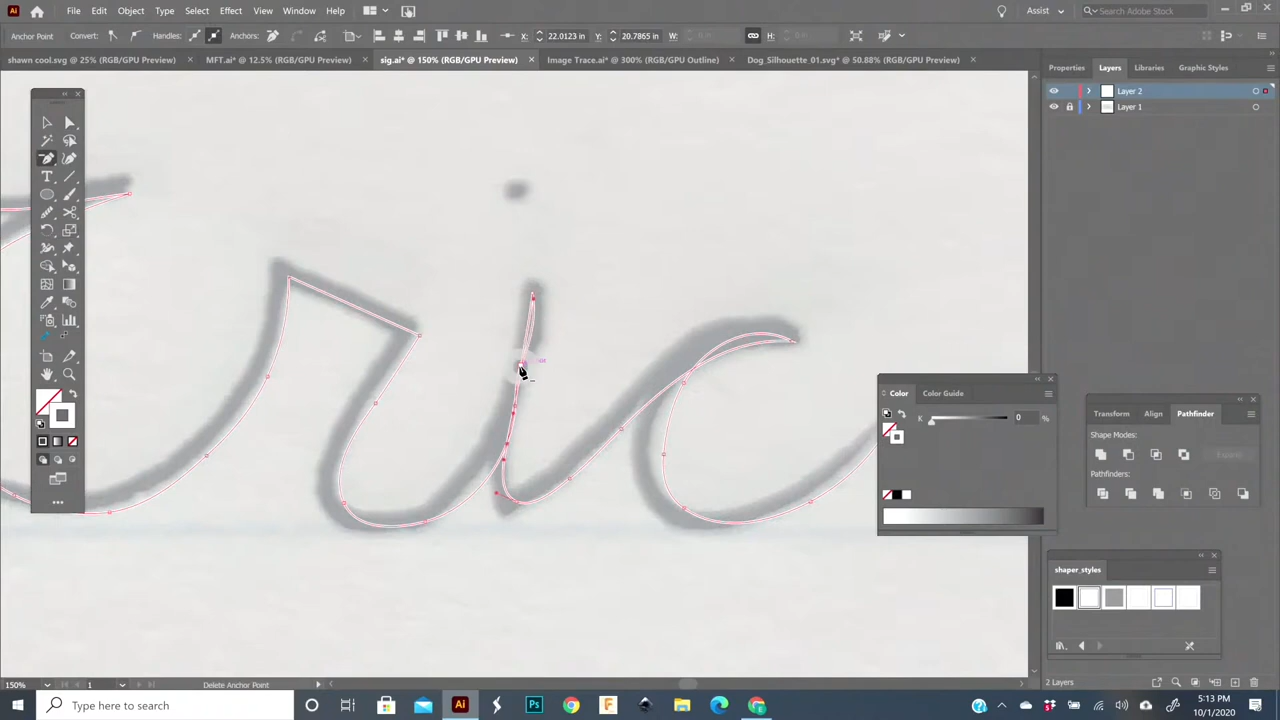 File Edit Object Type Select Effect View Window Help Assist Search Adobe Stock
Anchor Point Convert: Handles: Anchors: X: 22.0123 in Y: 20.7865 in W: H:
shawn cool.svg @ 25% (RGB/GPU Preview) MFT.ai* @ 12.5% (RGB/GPU Preview) sig.ai* @ 150% (RGB/GPU Preview) Image Trace.ai* @ 300% (RGB/GPU Outline) Dog_Silhouette_01.svg* @ 50.88% (RGB/GPU Preview)
Properties Layers Libraries Graphic Styles
Layer 2
Layer 1
ric
Color Color Guide
K 0 %
Transform Align Pathfinder
Shape Modes:
Pathfinders:
shaper_styles
2 Layers
150% 1 Delete Anchor Point
Type here to search
5:13 PM
10/1/2020